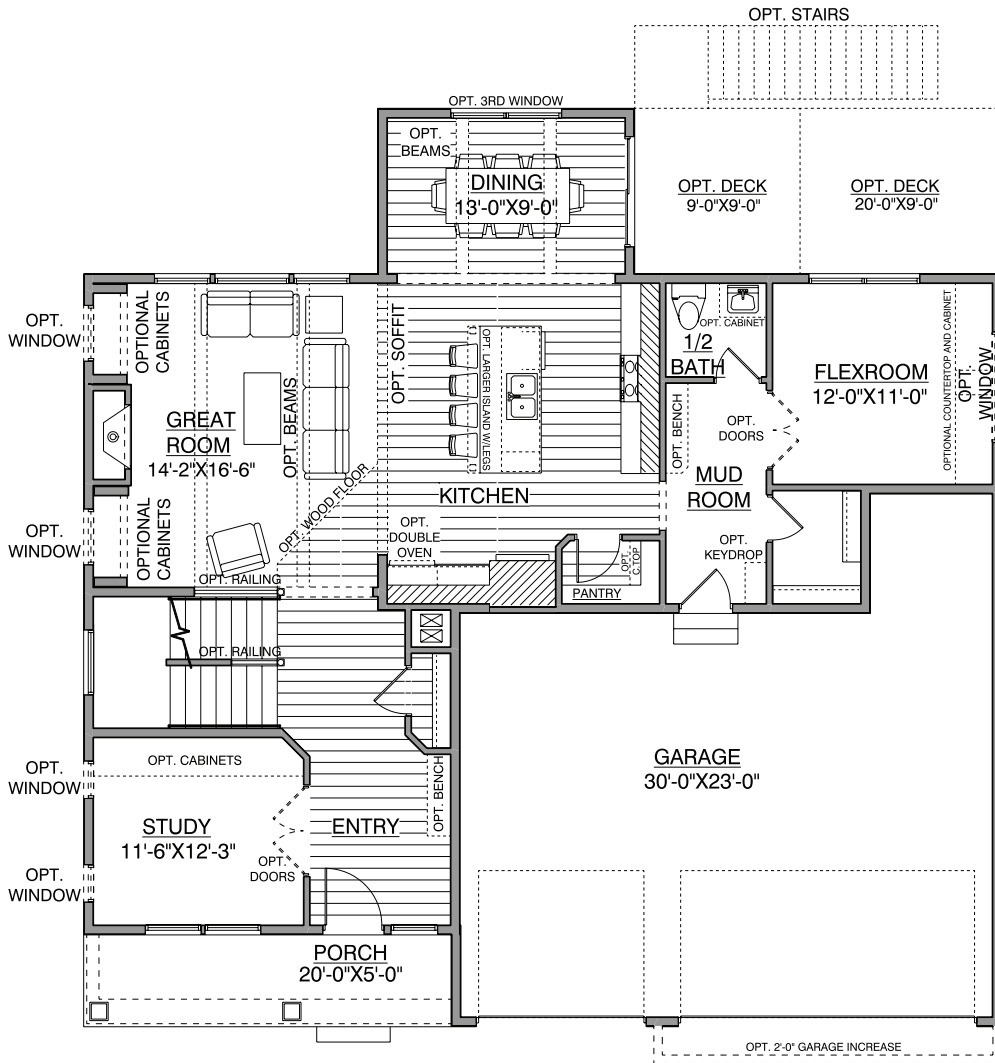 OPT. STAIRS
OPT. 3RD WINDOW
OPT.
BEAMS
DINING
13'-0"X9'-0"
OPT. DECK
9'-0"X9'-0"
OPT. DECK
20'-0"X9'-0"
OPT.
WINDOW
OPTIONAL
CABINETS
OPT. SOFFIT
OPT. LARGER ISLAND W/LEGS
OPT. CABINET
1/2
BATH
FLEXROOM
12'-0"X11'-0"
OPTIONAL COUNTERTOP AND CABINET
OPT.
WINDOW
GREAT
ROOM
14'-2"X16'-6"
OPT. BEAMS
OPT. BENCH
OPT.
DOORS
MUD
ROOM
KITCHEN
OPT. WOOD FLOOR
OPT.
WINDOW
OPTIONAL
CABINETS
OPT.
DOUBLE
OVEN
OPT.
C.TOP
PANTRY
OPT.
KEYDROP
OPT. RAILING
OPT. RAILING
OPT.
WINDOW
OPT. CABINETS
OPT. BENCH
GARAGE
30'-0"X23'-0"
STUDY
11'-6"X12'-3"
OPT.
DOORS
ENTRY
OPT.
WINDOW
PORCH
20'-0"X5'-0"
OPT. 2'-0" GARAGE INCREASE